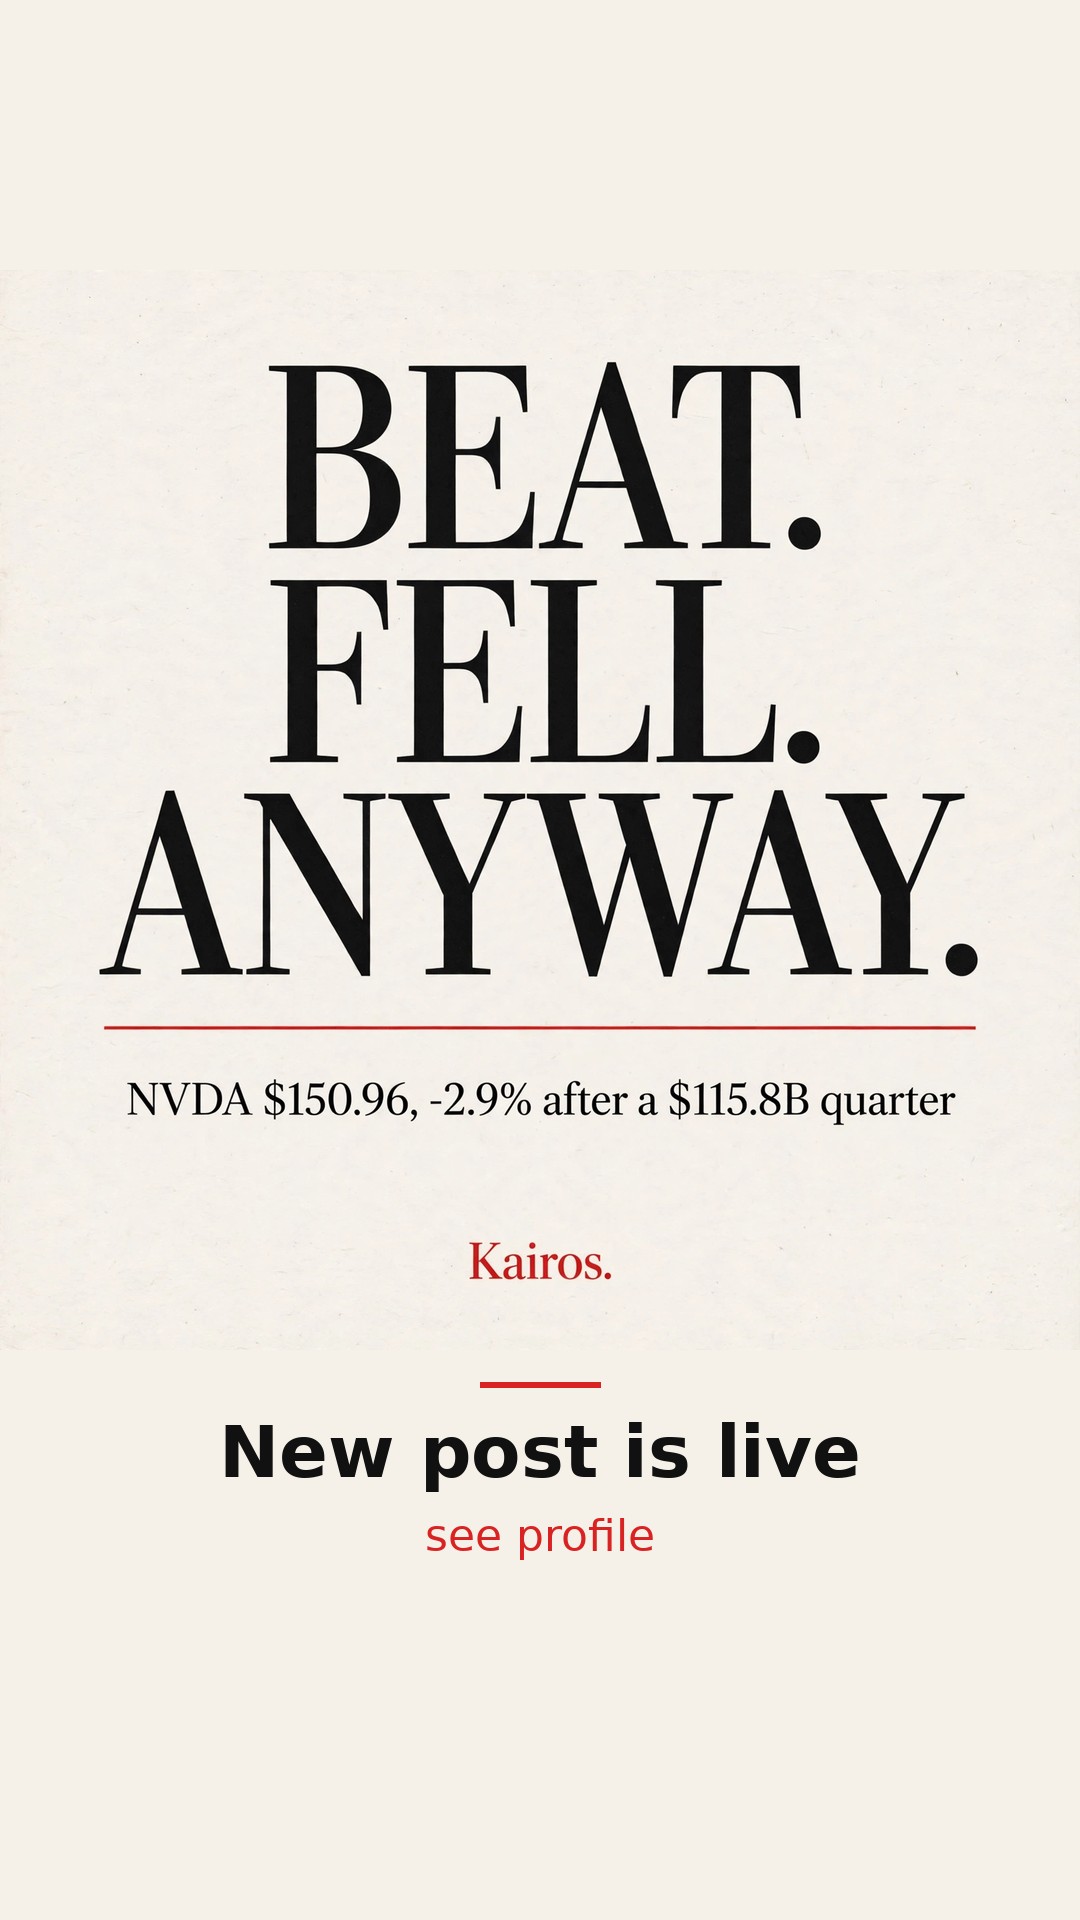 BEAT.
FELL.
ANYWAY.
NVDA $150.96, -2.9% after a $115.8B quarter
Kairos.
New post is live
see profile